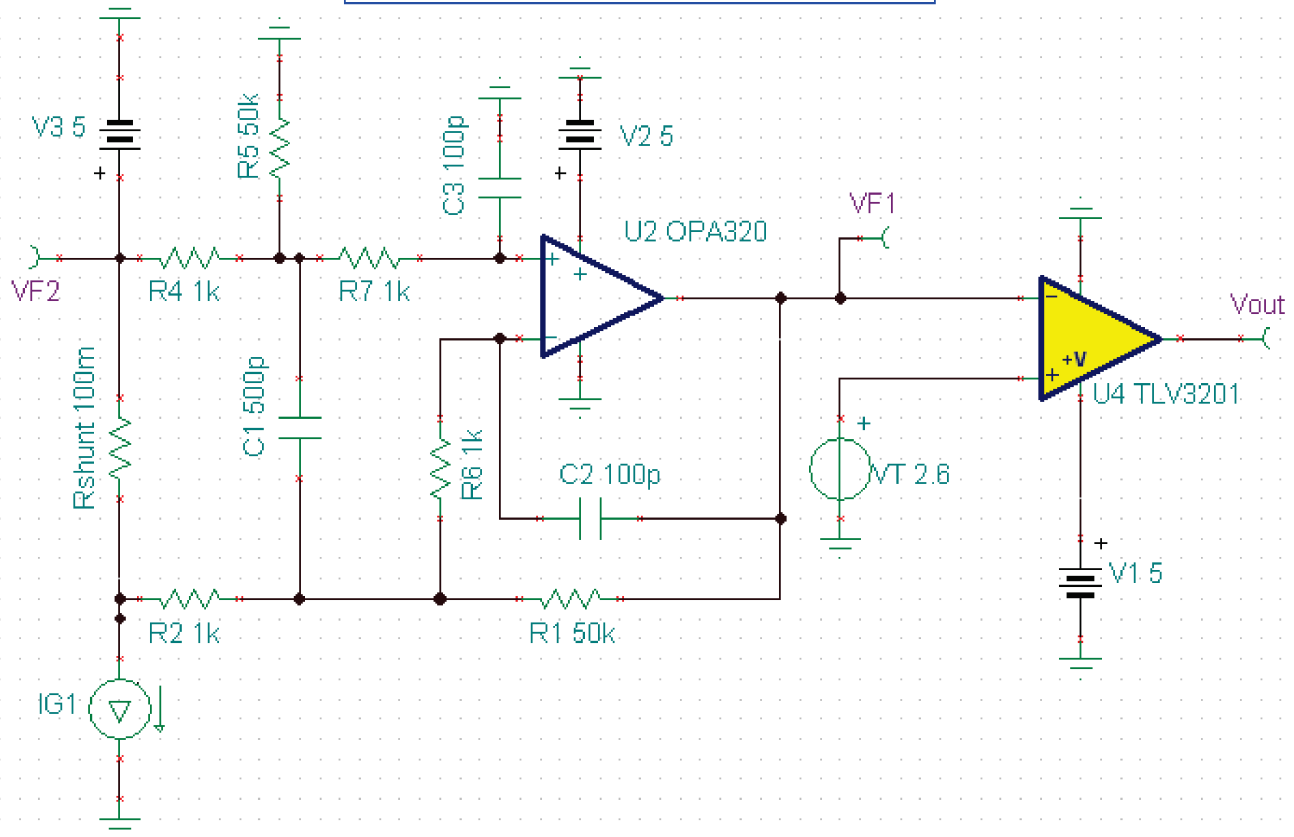 V3 5
R5 50k
C3 100p
V2 5
VF1
U2 OPA320
VF2
R4 1k
R7 1k
+
+
-
+
Vout
-
+V
+
U4 TLV3201
Rshunt 100m
C1 500p
R6 1k
C2 100p
+
VT 2.6
+
V1 5
R2 1k
R1 50k
IG1
+
+